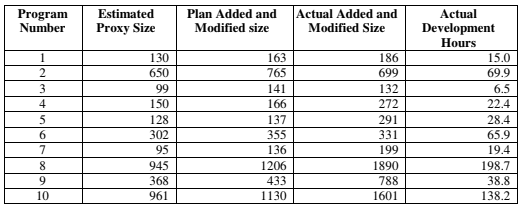 Program Number Estimated Proxy Size Plan Added and Modified size Actual Added and Modified Size Actual Development Hours
1 130 163 186 15.0
2 650 765 699 69.9
3 99 141 132 6.5
4 150 166 272 22.4
5 128 137 291 28.4
6 302 355 331 65.9
7 95 136 199 19.4
8 945 1206 1890 198.7
9 368 433 788 38.8
10 961 1130 1601 138.2